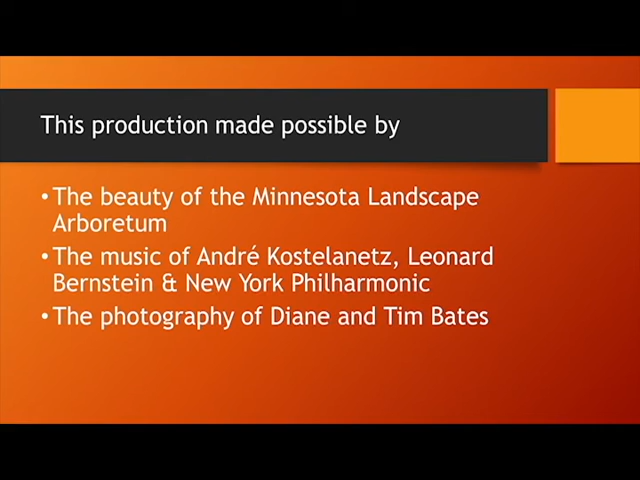 This production made possible by
•The beauty of the Minnesota Landscape
Arboretum
•The music of André Kostelanetz, Leonard
Bernstein & New York Philharmonic
•The photography of Diane and Tim Bates